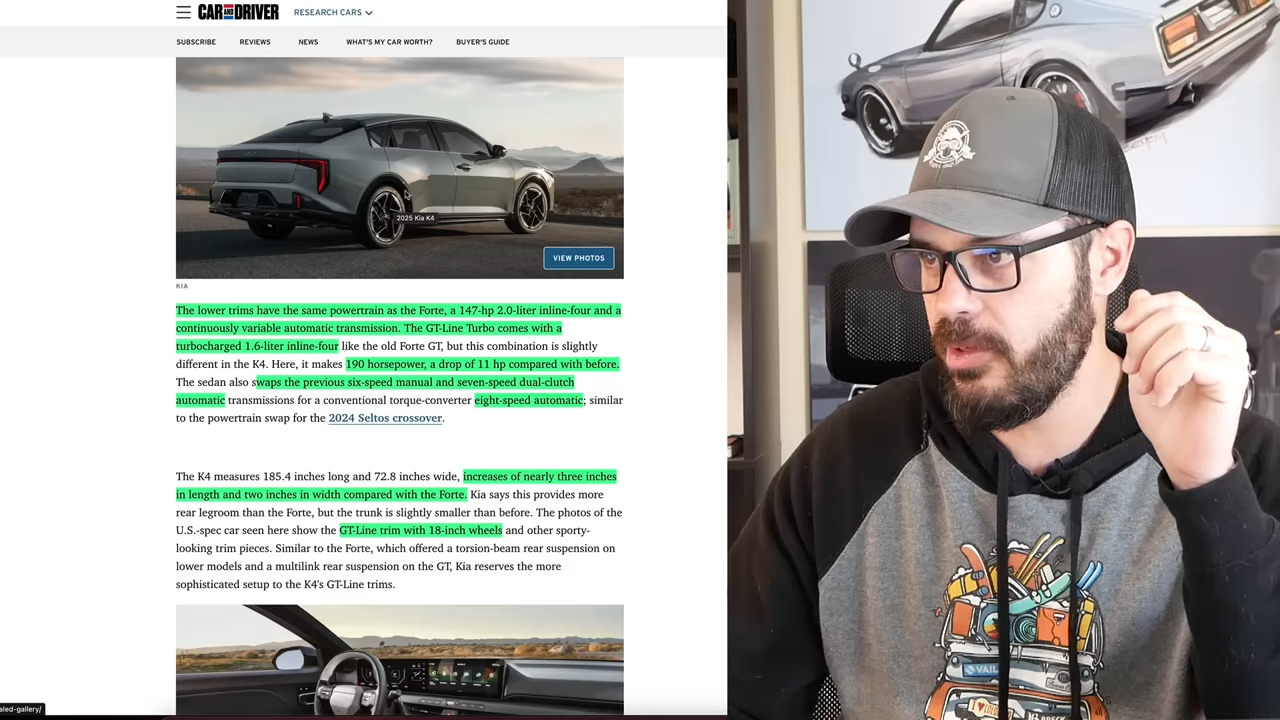 CAR AND DRIVER
RESEARCH CARS
SUBSCRIBE REVIEWS NEWS WHAT'S MY CAR WORTH? BUYER'S GUIDE
2025 Kia K4
VIEW PHOTOS
KIA
The lower trims have the same powertrain as the Forte, a 147-hp 2.0-liter inline-four and a
continuously variable automatic transmission. The GT-Line Turbo comes with a
turbocharged 1.6-liter inline-four like the old Forte GT, but this combination is slightly
different in the K4. Here, it makes 190 horsepower, a drop of 11 hp compared with before.
The sedan also swaps the previous six-speed manual and seven-speed dual-clutch
automatic transmissions for a conventional torque-converter eight-speed automatic; similar
to the powertrain swap for the 2024 Seltos crossover.
The K4 measures 185.4 inches long and 72.8 inches wide, increases of nearly three inches
in length and two inches in width compared with the Forte. Kia says this provides more
rear legroom than the Forte, but the trunk is slightly smaller than before. The photos of the
U.S.-spec car seen here show the GT-Line trim with 18-inch wheels and other sporty-
looking trim pieces. Similar to the Forte, which offered a torsion-beam rear suspension on
lower models and a multilink rear suspension on the GT, Kia reserves the more
sophisticated setup to the K4's GT-Line trims.
aled-gallery/
VAIL